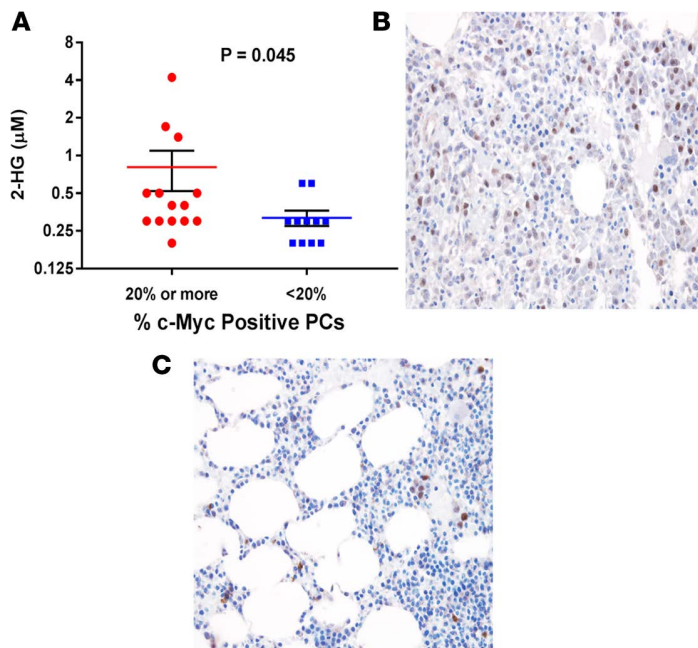 A
B
P = 0.045
8
4
2
1
0.5
0.25
0.125
2-HG (μM)
20% or more
<20%
% c-Myc Positive PCs
C